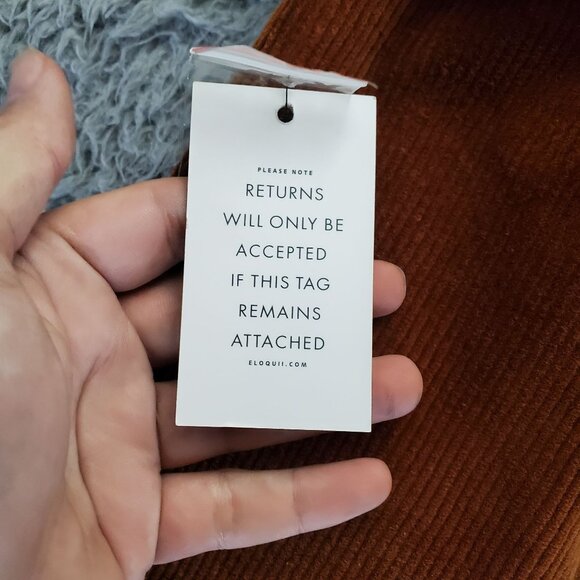 PLEASE NOTE
RETURNS
WILL ONLY BE
ACCEPTED
IF THIS TAG
REMAINS
ATTACHED
ELOQUII.COM